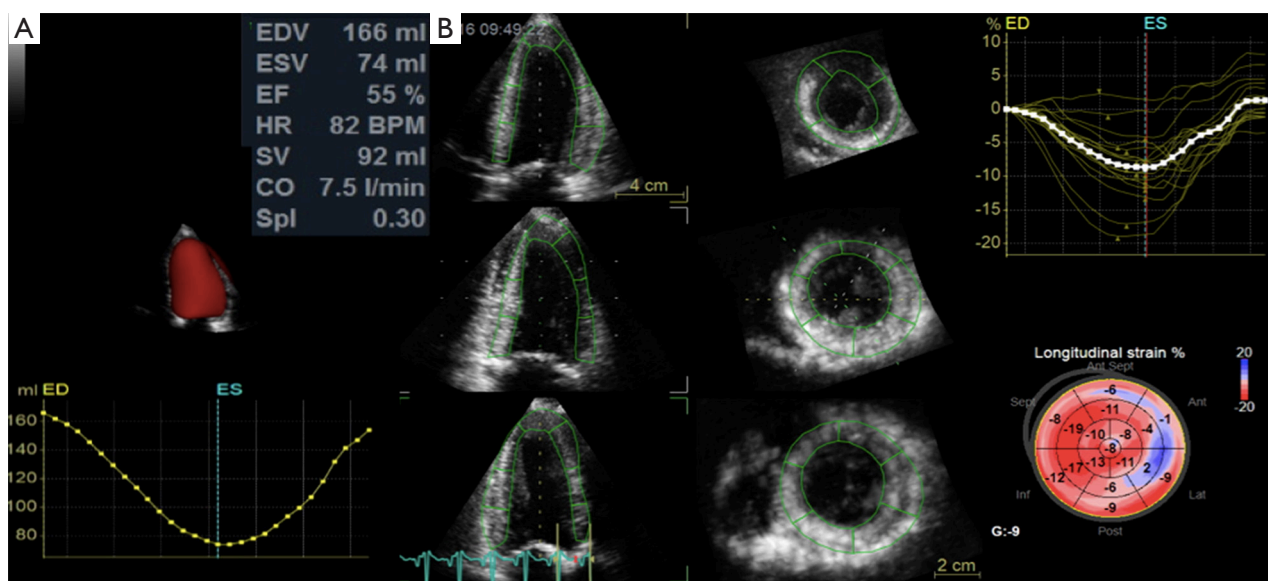 A
EDV 166 ml
ESV 74 ml
EF 55 %
HR 82 BPM
SV 92 ml
CO 7.5 l/min
SpI 0.30
ml ED ES
160
140
120
100
80
B
16 09:49:22
4 cm
2 cm
% ED ES
10
5
0
-5
-10
-15
-20
Longitudinal strain %
20
-20
Ant Sept
Sept
Ant
Inf
Lat
Post
-6
-8
-11
-1
-19
-10
-8
-4
-8
-12
-17
-13
-11
2
-9
-6
-9
G:-9